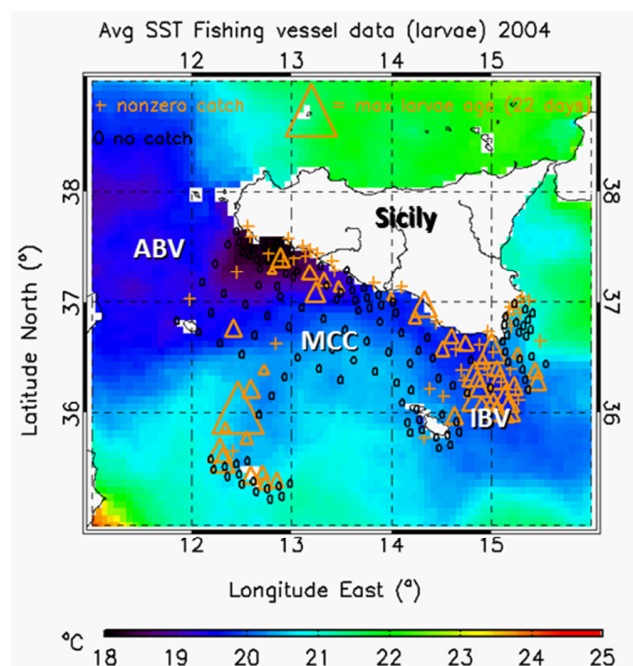 Avg SST Fishing vessel data (larvae) 2004
12 13 14 15
+ nonzero catch = max larvae age (22 days)
0 no catch
38 38
Sicily
ABV
37 37
MCC
36 IBV 36
12 13 14 15
Latitude North (°)
Longitude East (°)
°C
18 19 20 21 22 23 24 25